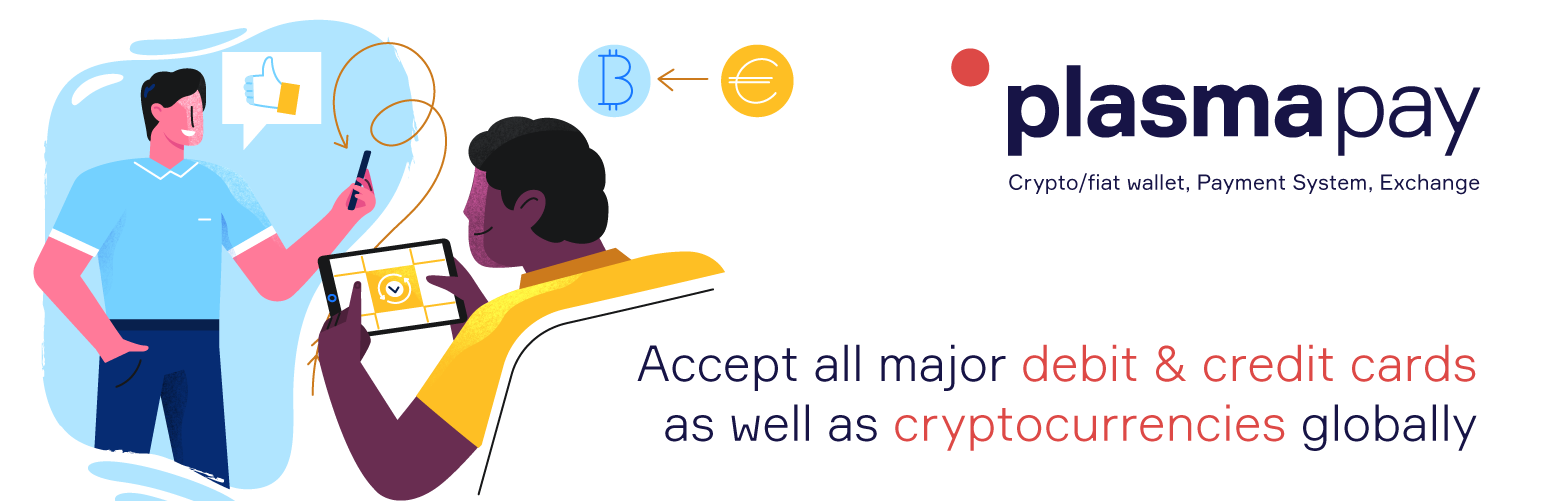 plasmapay
Crypto/fiat wallet, Payment System, Exchange
Accept all major debit & credit cards
as well as cryptocurrencies globally